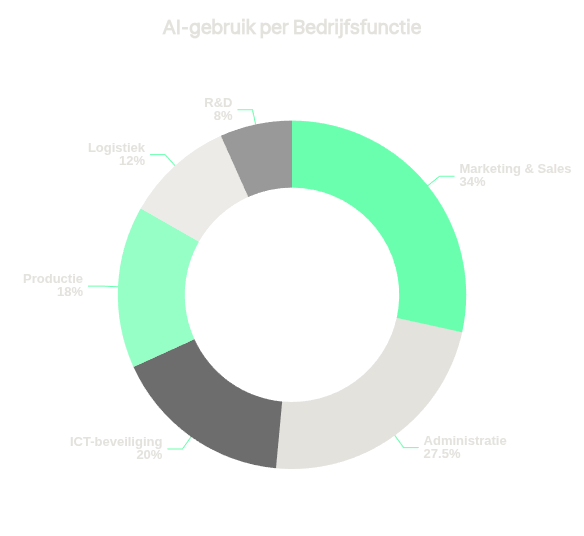 AI-gebruik per Bedrijfsfunctie
R&D
8%
Marketing & Sales
34%
Logistiek
12%
Productie
18%
ICT-beveiliging
20%
Administratie
27.5%